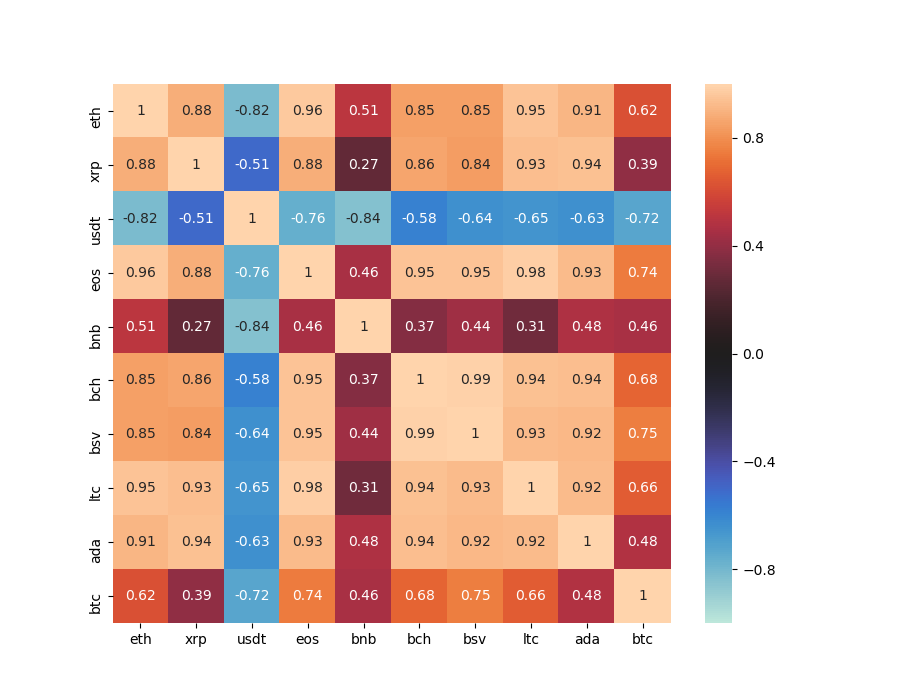 eth 1 0.88 -0.82 0.96 0.51 0.85 0.85 0.95 0.91 0.62
xrp 0.88 1 -0.51 0.88 0.27 0.86 0.84 0.93 0.94 0.39
usdt -0.82 -0.51 1 -0.76 -0.84 -0.58 -0.64 -0.65 -0.63 -0.72
eos 0.96 0.88 -0.76 1 0.46 0.95 0.95 0.98 0.93 0.74
bnb 0.51 0.27 -0.84 0.46 1 0.37 0.44 0.31 0.48 0.46
bch 0.85 0.86 -0.58 0.95 0.37 1 0.99 0.94 0.94 0.68
bsv 0.85 0.84 -0.64 0.95 0.44 0.99 1 0.93 0.92 0.75
ltc 0.95 0.93 -0.65 0.98 0.31 0.94 0.93 1 0.92 0.66
ada 0.91 0.94 -0.63 0.93 0.48 0.94 0.92 0.92 1 0.48
btc 0.62 0.39 -0.72 0.74 0.46 0.68 0.75 0.66 0.48 1
eth xrp usdt eos bnb bch bsv ltc ada btc
0.8
0.4
0.0
−0.4
−0.8